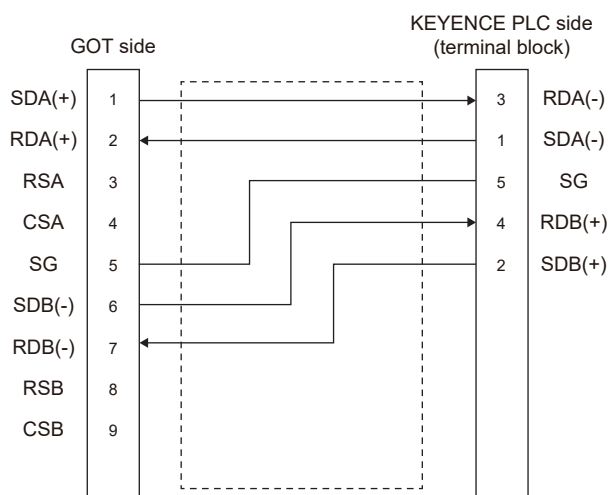 KEYENCE PLC side
GOT side (terminal block)
SDA(+) 1 3 RDA(-)
RDA(+) 2 1 SDA(-)
RSA 3 5 SG
CSA 4 4 RDB(+)
SG 5 2 SDB(+)
SDB(-) 6
RDB(-) 7
RSB 8
CSB 9